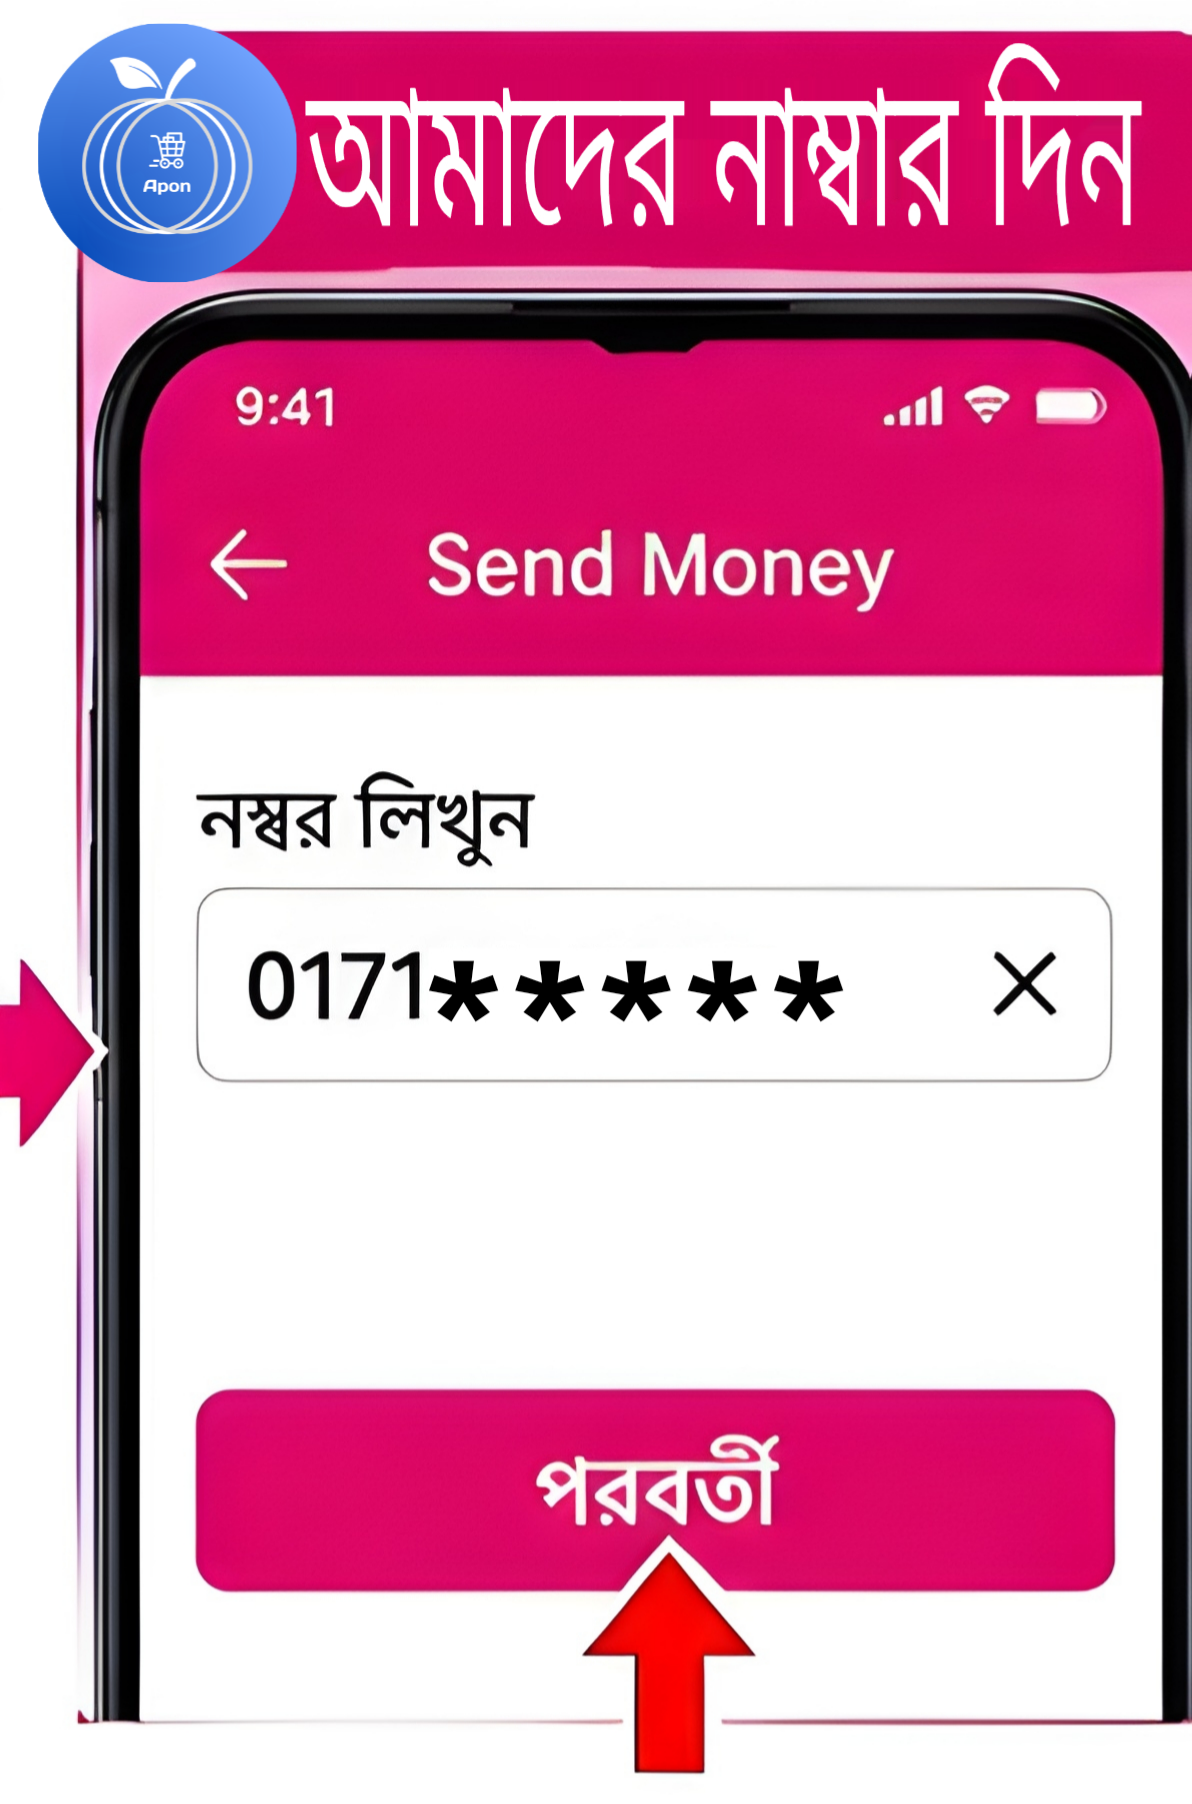 আমাদের নাম্বার দিন
Apon
9:41
Send Money
নম্বর লিখুন
0171*****
পরবর্তী